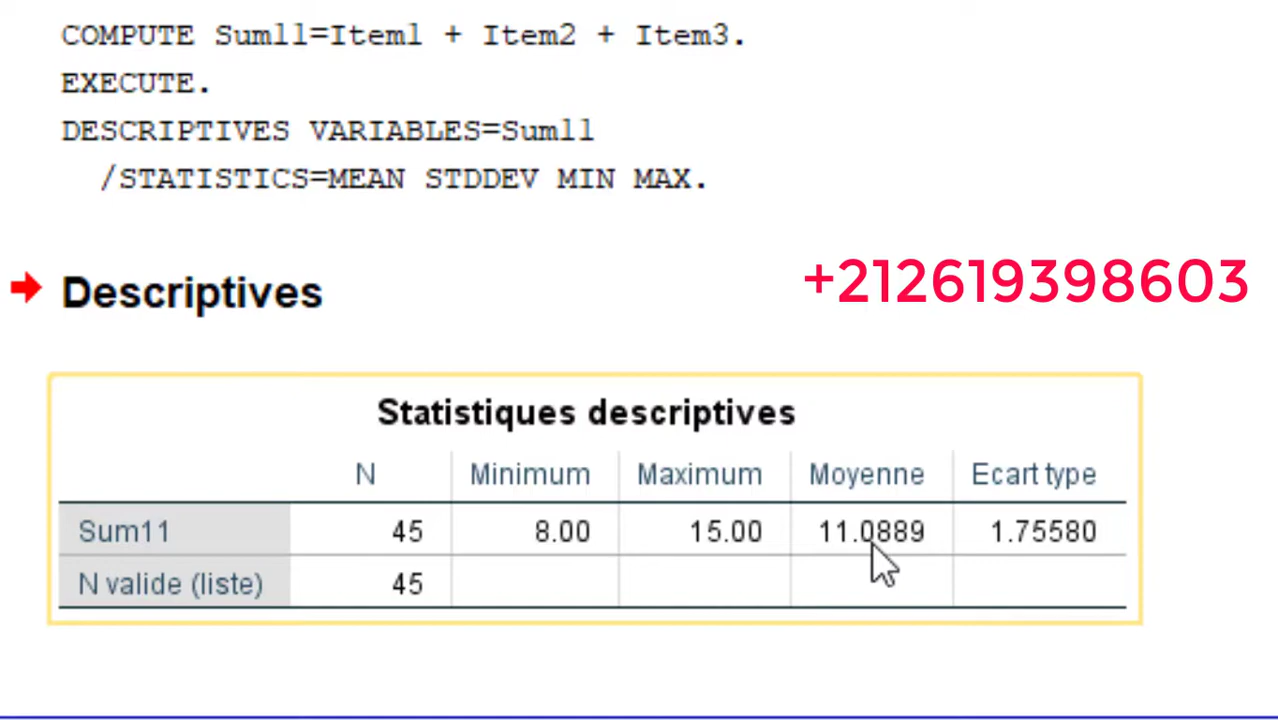 COMPUTE Sum11=Item1 + Item2 + Item3.
EXECUTE.
DESCRIPTIVES VARIABLES=Sum11
/STATISTICS=MEAN STDDEV MIN MAX.
+212619398603
Descriptives
Statistiques descriptives
N Minimum Maximum Moyenne Ecart type
Sum11 45 8.00 15.00 11.0889 1.75580
N valide (liste) 45